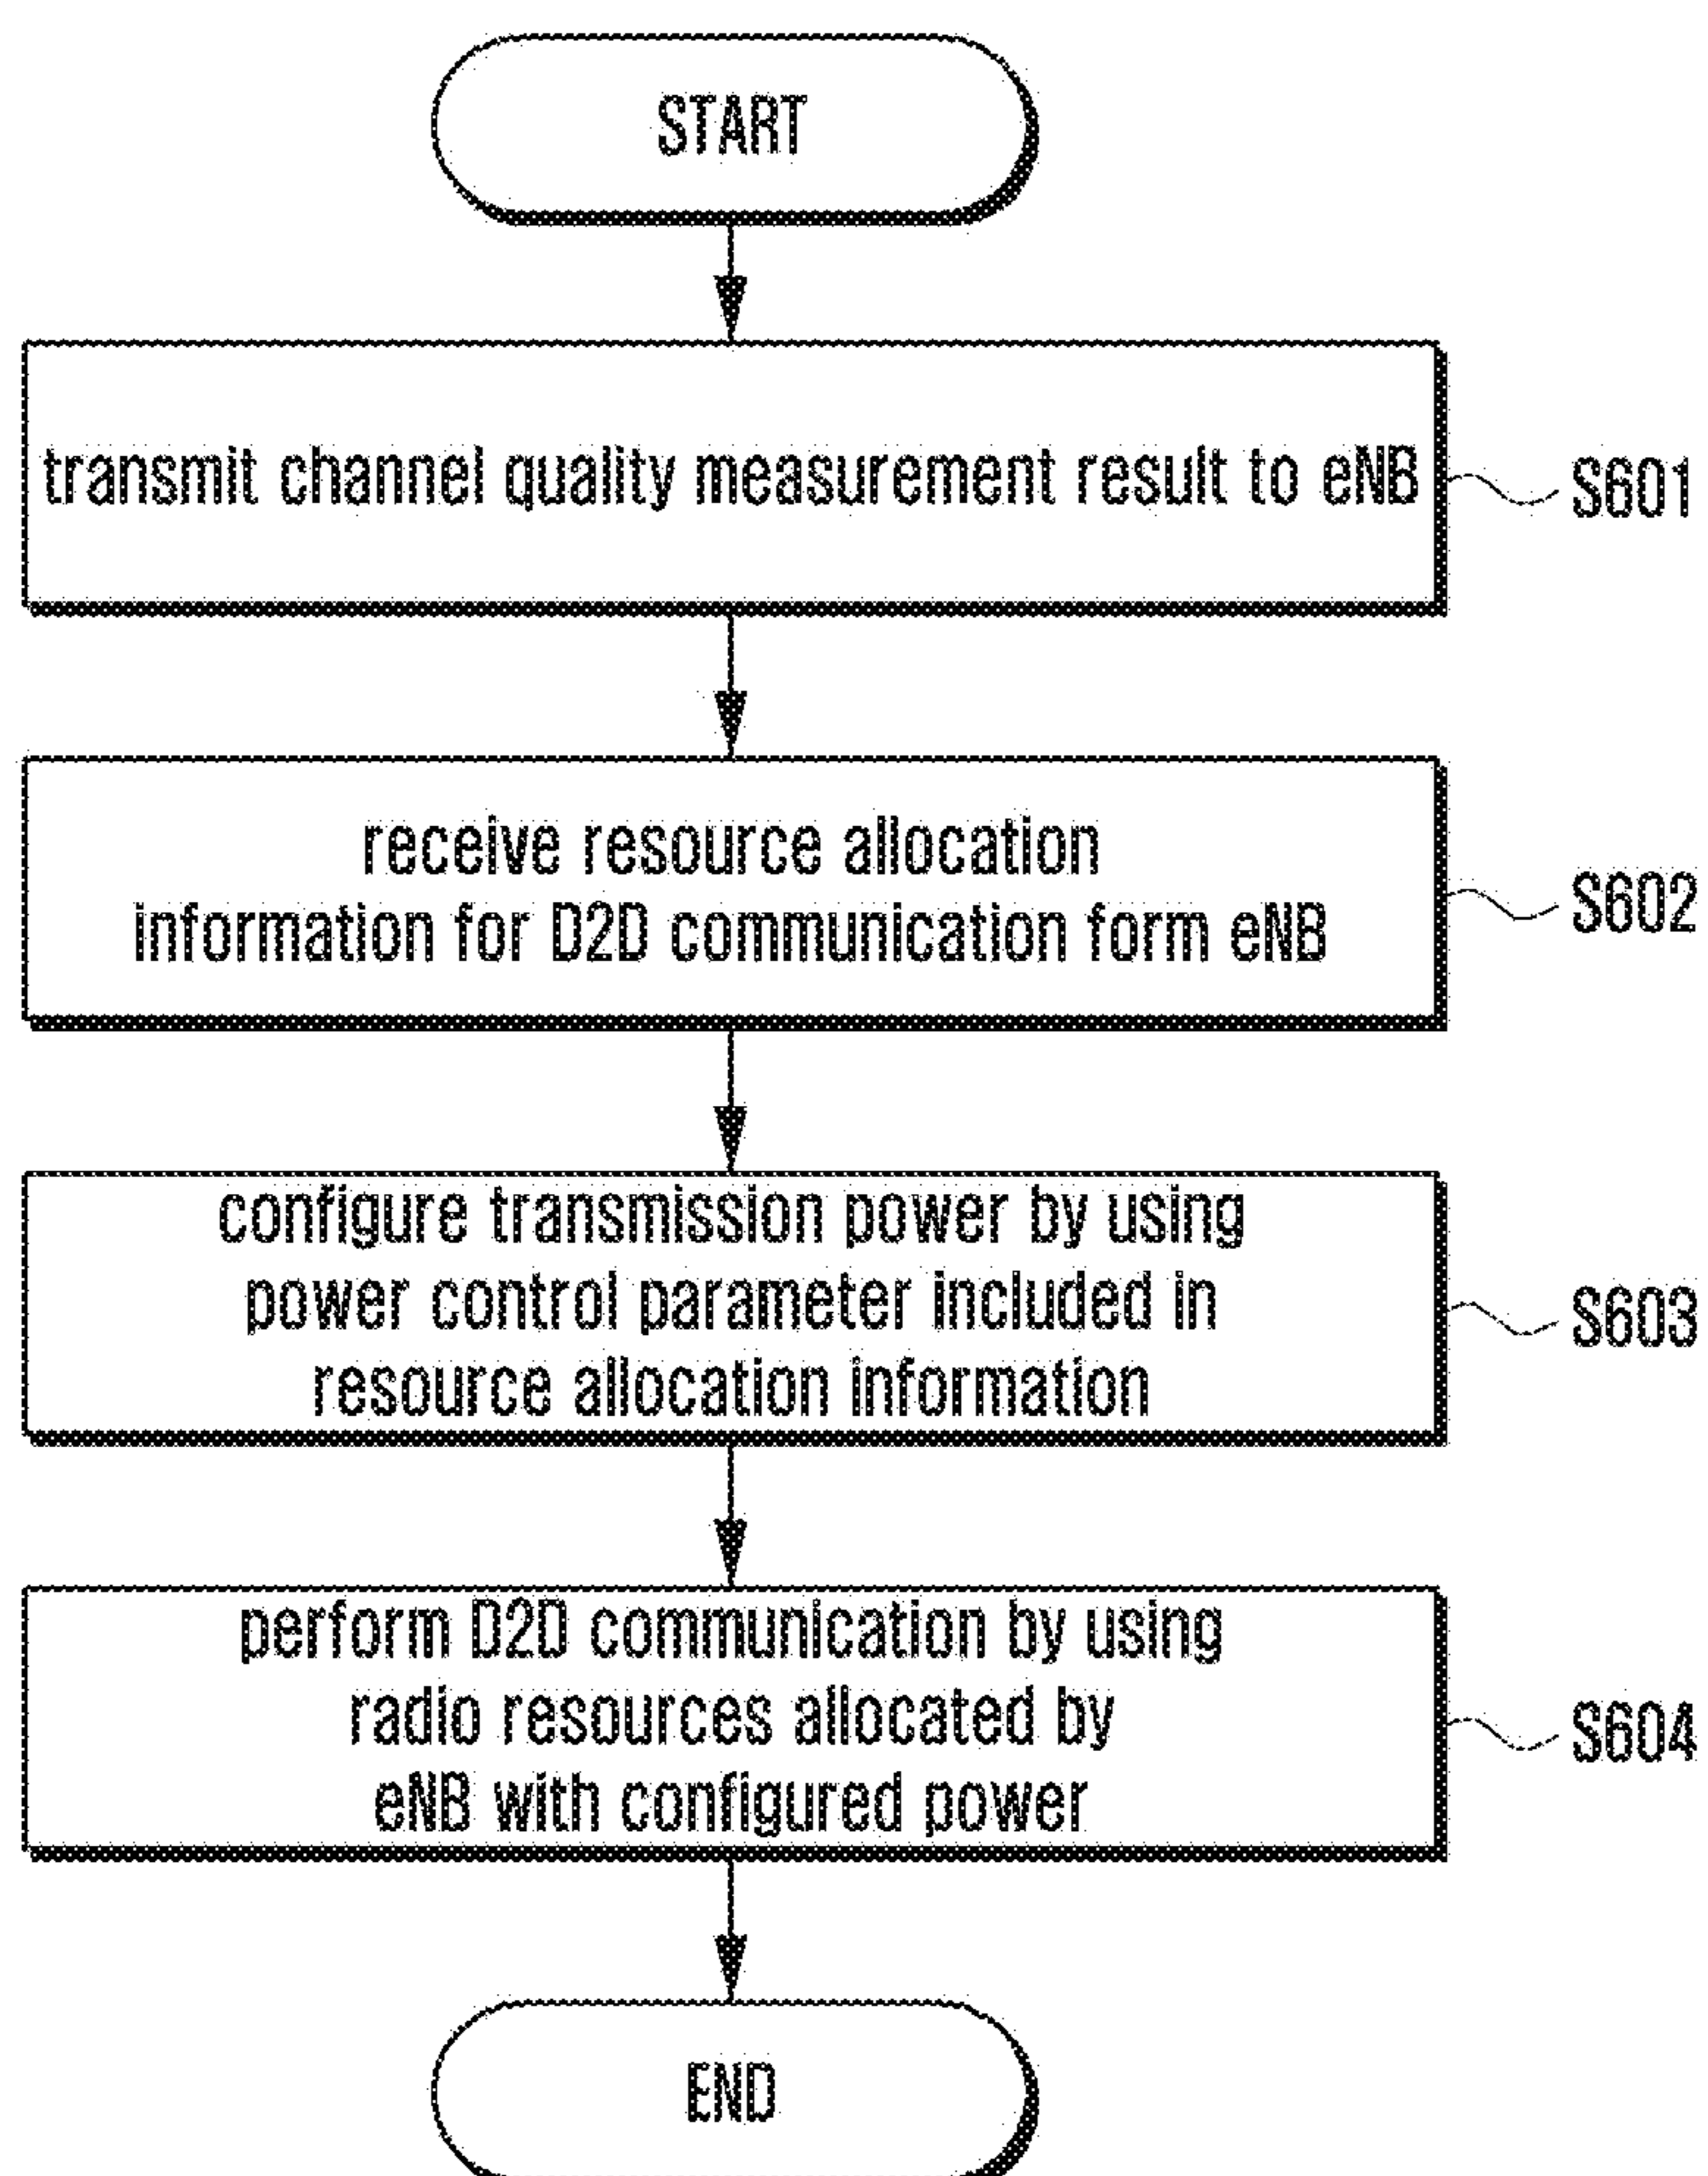 START
transmit channel quality measurement result to eNB
S601
receive resource allocation
information for D2D communication form eNB
S602
configure transmission power by using
power control parameter included in
resource allocation information
S603
perform D2D communication by using
radio resources allocated by
eNB with configured power
S604
END